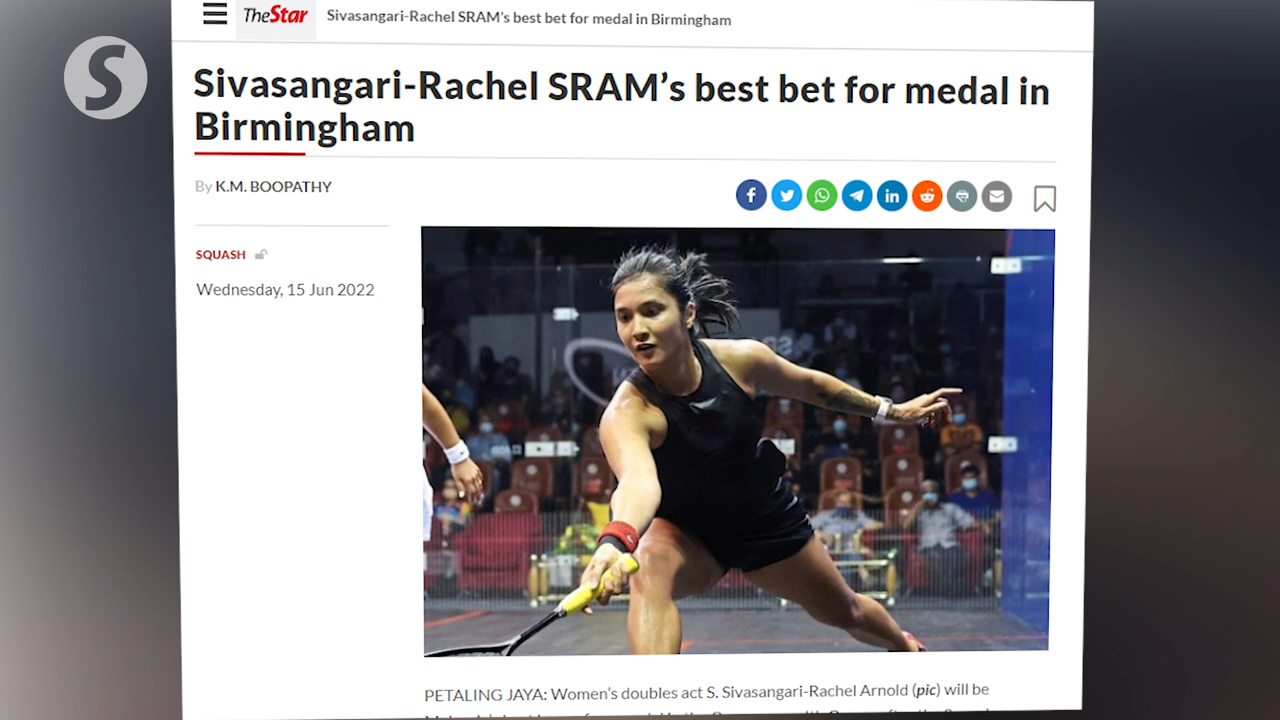 TheStar Sivasangari-Rachel SRAM's best bet for medal in Birmingham
S
Sivasangari-Rachel SRAM's best bet for medal in
Birmingham
By K.M. BOOPATHY
SQUASH
Wednesday, 15 Jun 2022
PETALING JAYA: Women's doubles act S. Sivasangari-Rachel Arnold (pic) will be